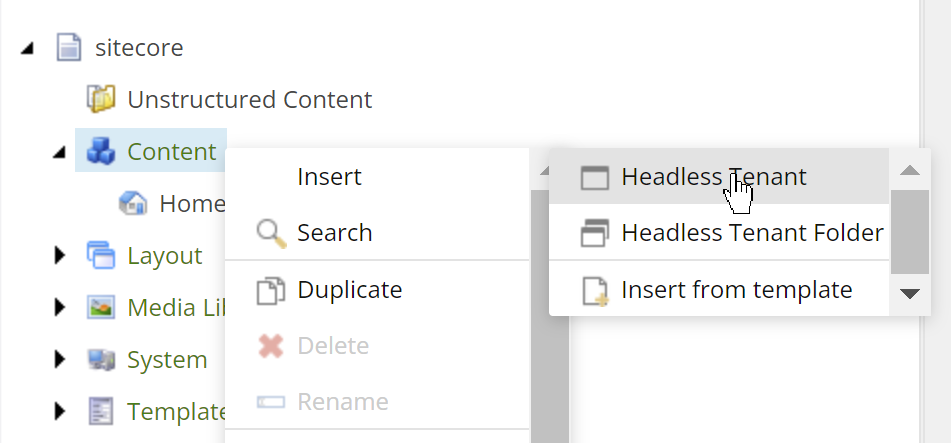 sitecore
Unstructured Content
Content
Home
Layout
Media Li
System
Template
Insert
Search
Duplicate
Delete
Rename
Headless Tenant
Headless Tenant Folder
Insert from template